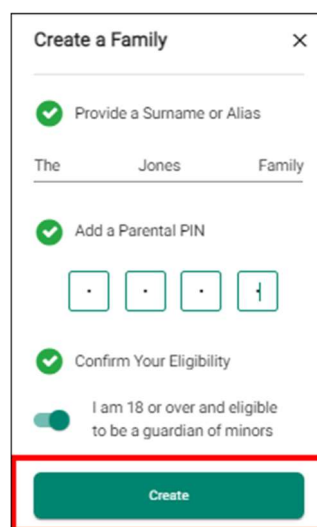 Create a Family
Provide a Surname or Alias
The Jones Family
Add a Parental PIN
Confirm Your Eligibility
I am 18 or over and eligible
to be a guardian of minors
Create